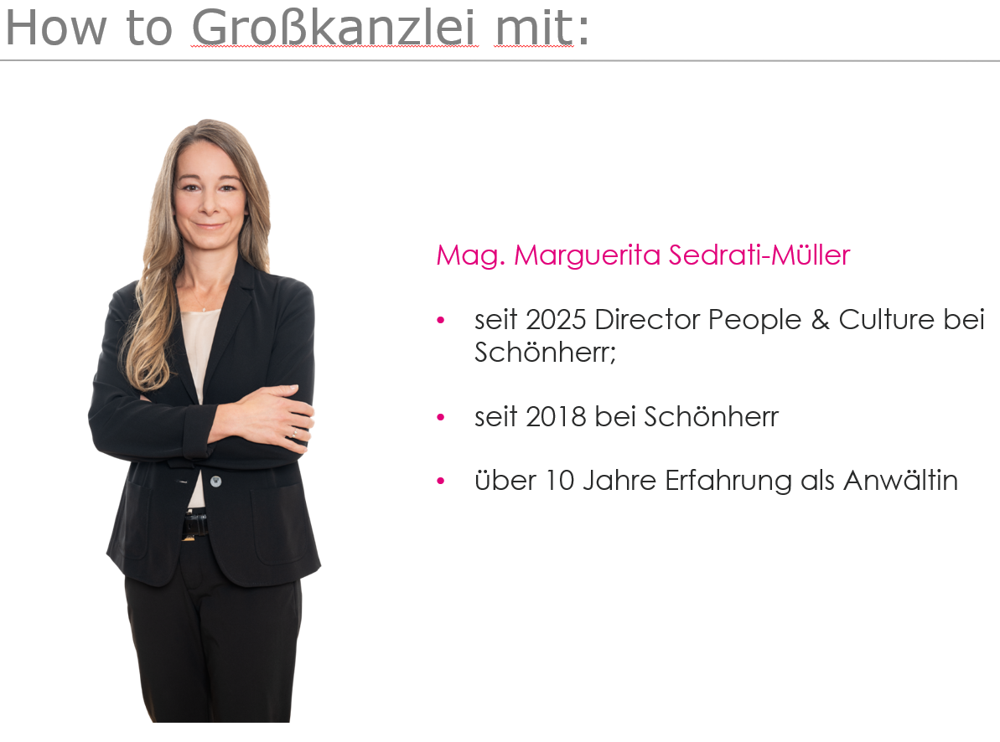 How to Großkanzlei mit:
Mag. Marguerita Sedrati-Müller
• seit 2025 Director People & Culture bei
Schönherr;
• seit 2018 bei Schönherr
• über 10 Jahre Erfahrung als Anwältin